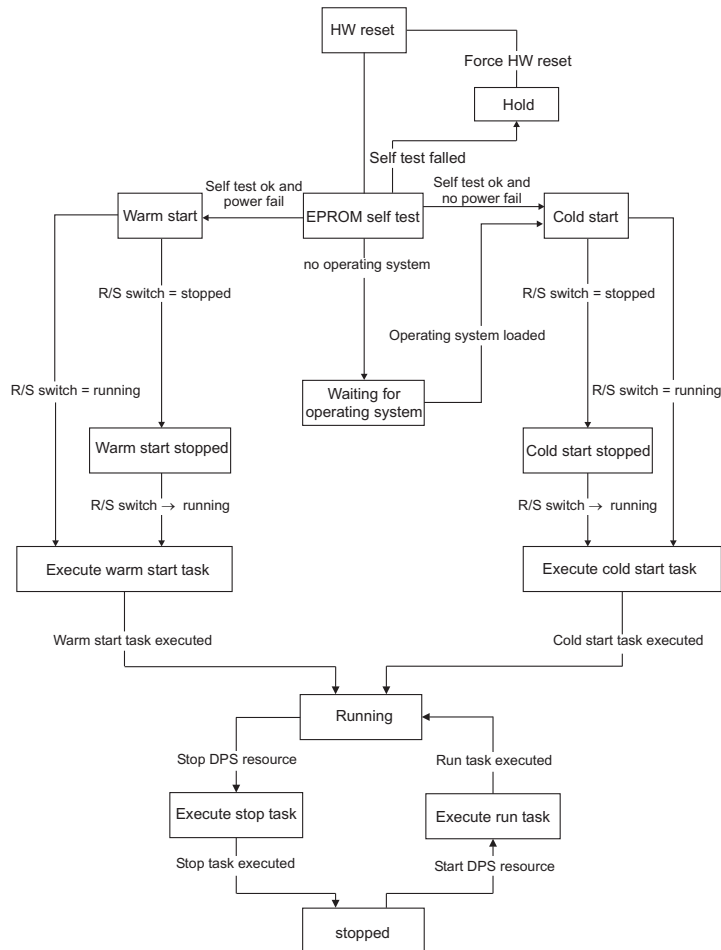 HW reset
Force HW reset
Hold
Self test falled
Self test ok and
power fail
Self test ok and
no power fail
Warm start
EPROM self test
Cold start
no operating system
R/S switch = stopped
R/S switch = stopped
Operating system loaded
R/S switch = running
R/S switch = running
Waiting for
operating system
Warm start stopped
Cold start stopped
R/S switch → running
R/S switch → running
Execute warm start task
Execute cold start task
Warm start task executed
Cold start task executed
Running
Stop DPS resource
Run task executed
Execute stop task
Execute run task
Stop task executed
Start DPS resource
stopped